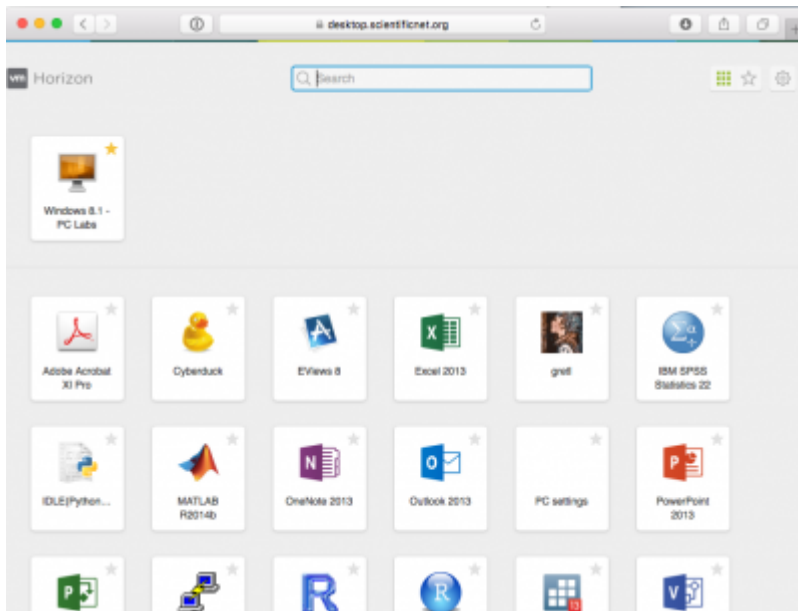 desktop.scientificnet.org
vm Horizon
Search
Windows 8.1 -
PC Labs
Adobe Acrobat
XI Pro
Cyberduck
EViews 8
Excel 2013
gretl
IBM SPSS
Statistics 22
IDLE(Python...
MATLAB
R2014b
OneNote 2013
Outlook 2013
PC settings
PowerPoint
2013